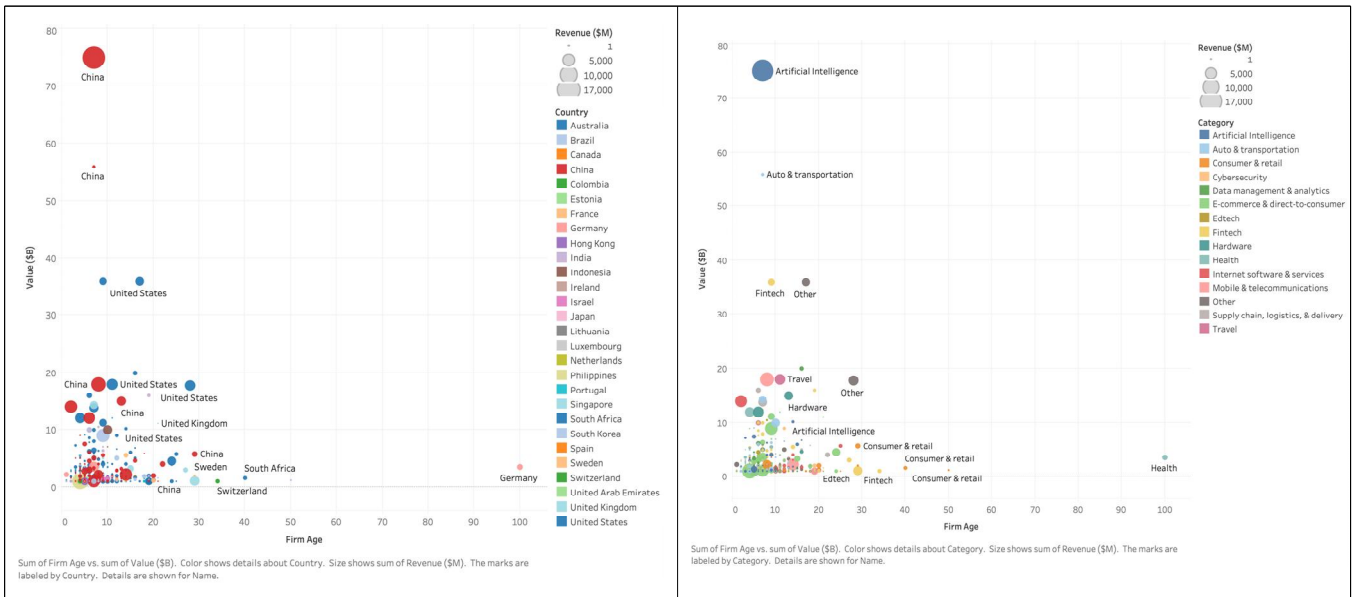 80
70
60
50
40
30
20
10
0
Value ($B)
China
China
United States
China
United States
United States
China
United Kingdom
United States
China
Sweden
South Africa
China
Switzerland
Germany
0 10 20 30 40 50 60 70 80 90 100
Firm Age
Revenue ($M)
1
5,000
10,000
17,000
Country
Australia
Brazil
Canada
China
Colombia
Estonia
France
Germany
Hong Kong
India
Indonesia
Ireland
Israel
Japan
Lithuania
Luxembourg
Netherlands
Philippines
Portugal
Singapore
South Africa
South Korea
Spain
Sweden
Switzerland
United Arab Emirates
United Kingdom
United States
Sum of Firm Age vs. sum of Value ($B). Color shows details about Country. Size shows sum of Revenue ($M). The marks are
labeled by Country. Details are shown for Name.
80
70
60
50
40
30
20
10
0
Value ($B)
Artificial Intelligence
Auto & transportation
Fintech
Other
Travel
Other
Hardware
Artificial Intelligence
Consumer & retail
Consumer & retail
Edtech
Fintech
Consumer & retail
Health
0 10 20 30 40 50 60 70 80 90 100
Firm Age
Revenue ($M)
1
5,000
10,000
17,000
Category
Artificial Intelligence
Auto & transportation
Consumer & retail
Cybersecurity
Data management & analytics
E-commerce & direct-to-consumer
Edtech
Fintech
Hardware
Health
Internet software & services
Mobile & telecommunications
Other
Supply chain, logistics, & delivery
Travel
Sum of Firm Age vs. sum of Value ($B). Color shows details about Category. Size shows sum of Revenue ($M). The marks are
labeled by Category. Details are shown for Name.